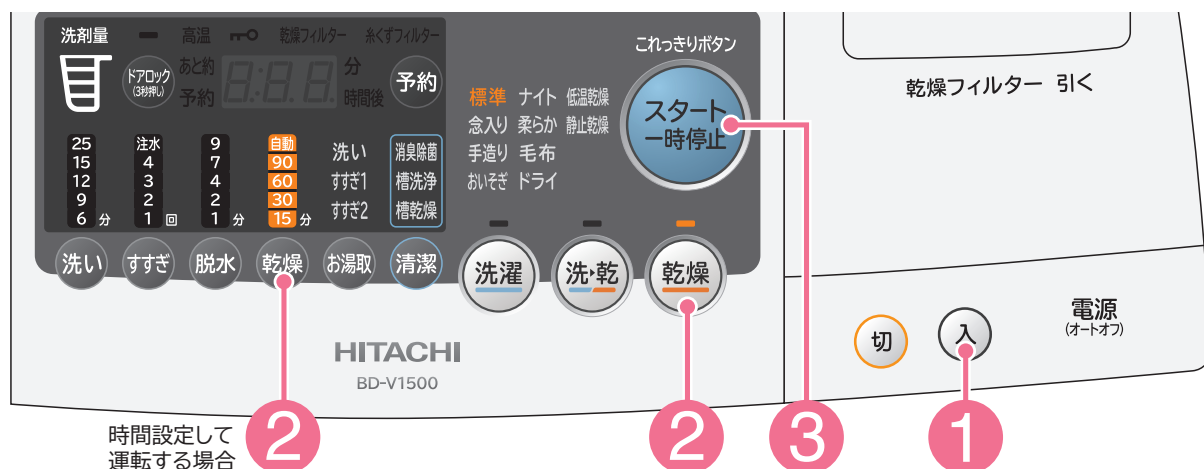 洗剤量
高温
乾燥フィルター
糸くずフィルター
ドアロック
(3秒押し)
あと約
8:8.8.
分
予約
時間後
予約
25
15
12
9
6 分
注水
4
3
2
1 回
9
7
4
2
1 分
自動
90
60
30
15 分
洗い
すすぎ1
すすぎ2
消臭除菌
槽洗浄
槽乾燥
洗い
すすぎ
脱水
乾燥
お湯取
清潔
標準 ナイト 低温乾燥
念入り 柔らか 静止乾燥
手造り 毛布
おいそぎ ドライ
これっきりボタン
スタート
一時停止
洗濯
洗・乾
乾燥
乾燥フィルター 引く
切
入
電源
(オートオフ)
HITACHI
BD-V1500
時間設定して
運転する場合
2
2
3
1